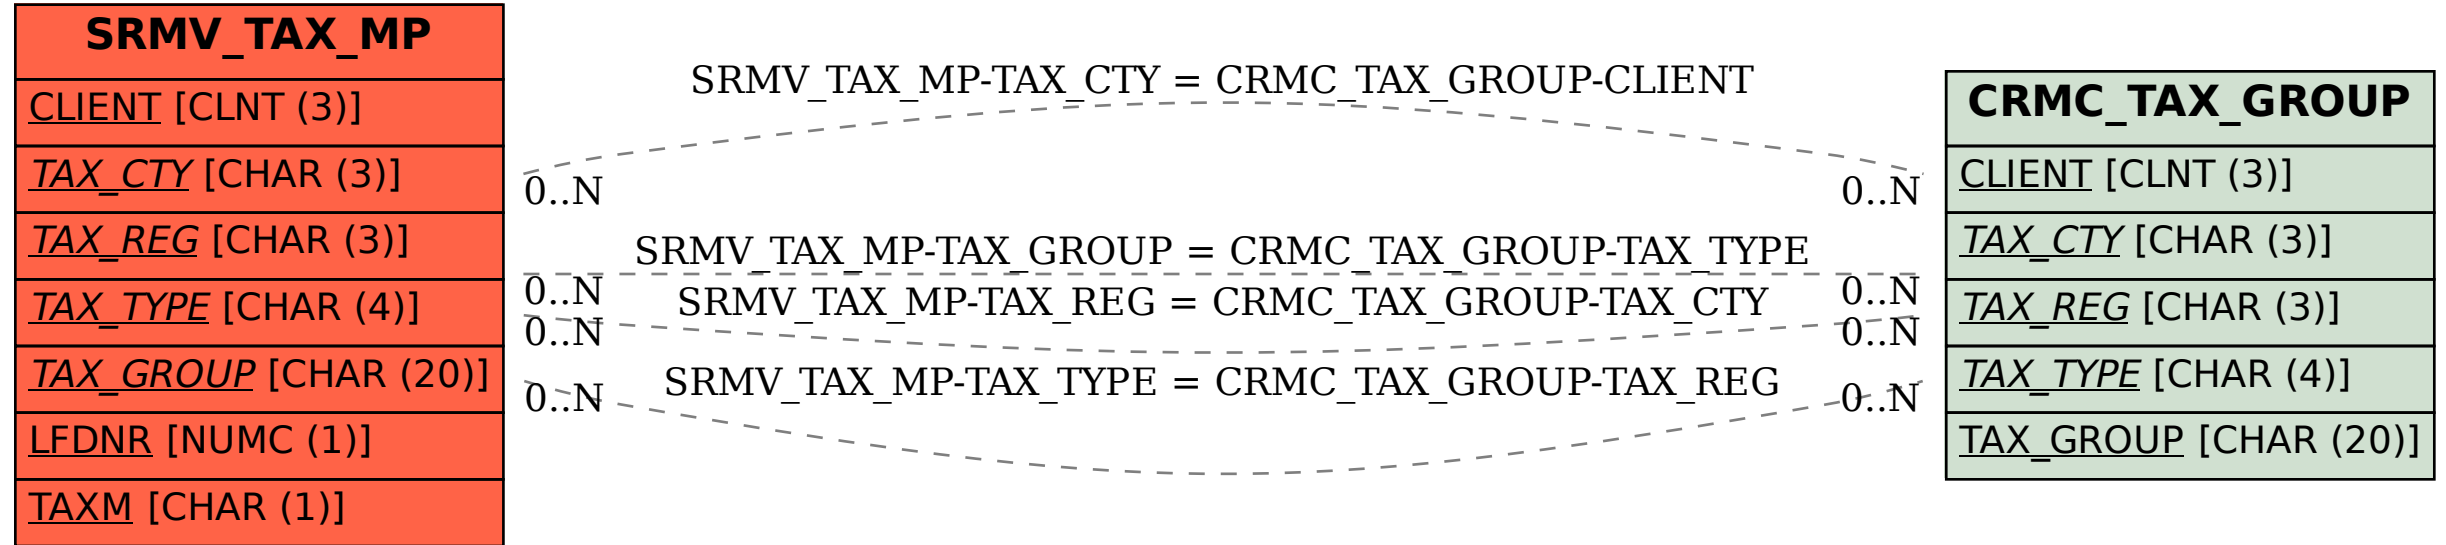 SRMV_TAX_MP
CLIENT [CLNT (3)]
TAX_CTY [CHAR (3)]
TAX_REG [CHAR (3)]
TAX_TYPE [CHAR (4)]
TAX_GROUP [CHAR (20)]
LFDNR [NUMC (1)]
TAXM [CHAR (1)]
SRMV_TAX_MP-TAX_CTY = CRMC_TAX_GROUP-CLIENT
0..N
0..N
SRMV_TAX_MP-TAX_GROUP = CRMC_TAX_GROUP-TAX_TYPE
0..N
0..N
SRMV_TAX_MP-TAX_REG = CRMC_TAX_GROUP-TAX_CTY
0..N
0..N
SRMV_TAX_MP-TAX_TYPE = CRMC_TAX_GROUP-TAX_REG
0..N
0..N
CRMC_TAX_GROUP
CLIENT [CLNT (3)]
TAX_CTY [CHAR (3)]
TAX_REG [CHAR (3)]
TAX_TYPE [CHAR (4)]
TAX_GROUP [CHAR (20)]